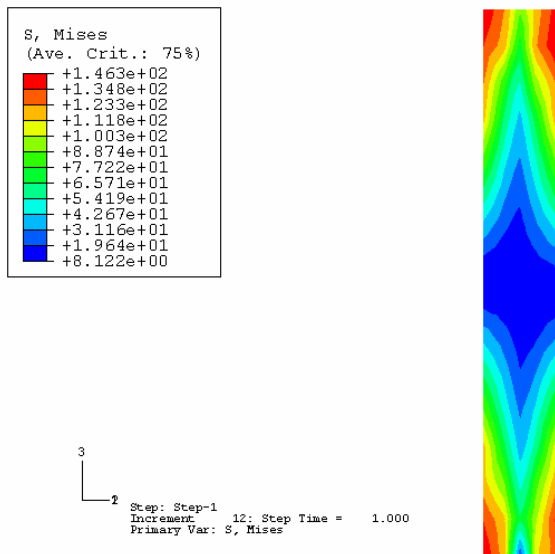 S, Mises
(Ave. Crit.: 75%)
+1.463e+02
+1.348e+02
+1.233e+02
+1.118e+02
+1.003e+02
+8.874e+01
+7.722e+01
+6.571e+01
+5.419e+01
+4.267e+01
+3.116e+01
+1.964e+01
+8.122e+00
3
Step: Step-1
Increment 12: Step Time = 1.000
Primary Var: S, Mises